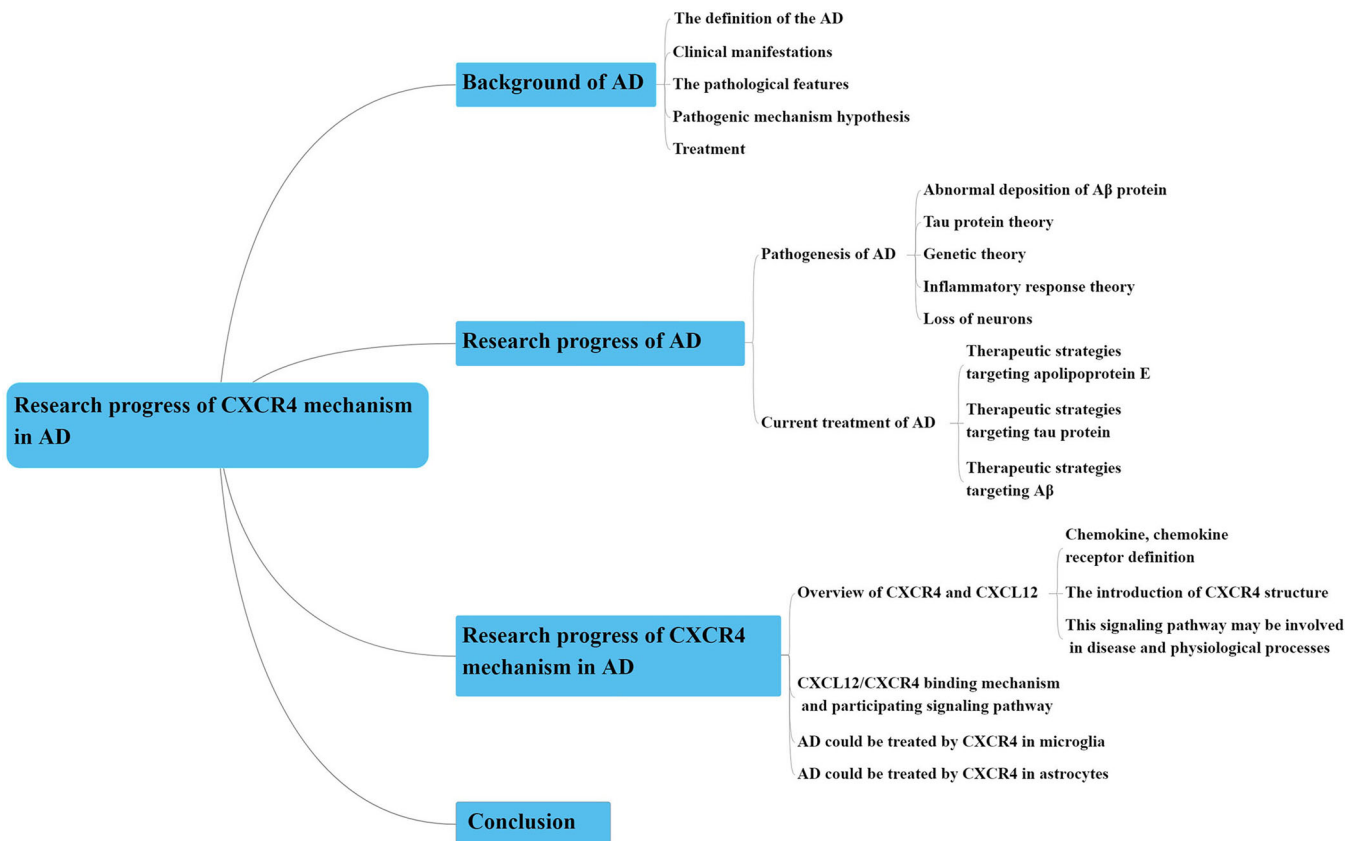 Research progress of CXCR4 mechanism
in AD
Background of AD
The definition of the AD
Clinical manifestations
The pathological features
Pathogenic mechanism hypothesis
Treatment
Research progress of AD
Pathogenesis of AD
Abnormal deposition of Aβ protein
Tau protein theory
Genetic theory
Inflammatory response theory
Loss of neurons
Current treatment of AD
Therapeutic strategies
targeting apolipoprotein E
Therapeutic strategies
targeting tau protein
Therapeutic strategies
targeting Aβ
Research progress of CXCR4
mechanism in AD
Overview of CXCR4 and CXCL12
Chemokine, chemokine
receptor definition
The introduction of CXCR4 structure
This signaling pathway may be involved
in disease and physiological processes
CXCL12/CXCR4 binding mechanism
and participating signaling pathway
AD could be treated by CXCR4 in microglia
AD could be treated by CXCR4 in astrocytes
Conclusion